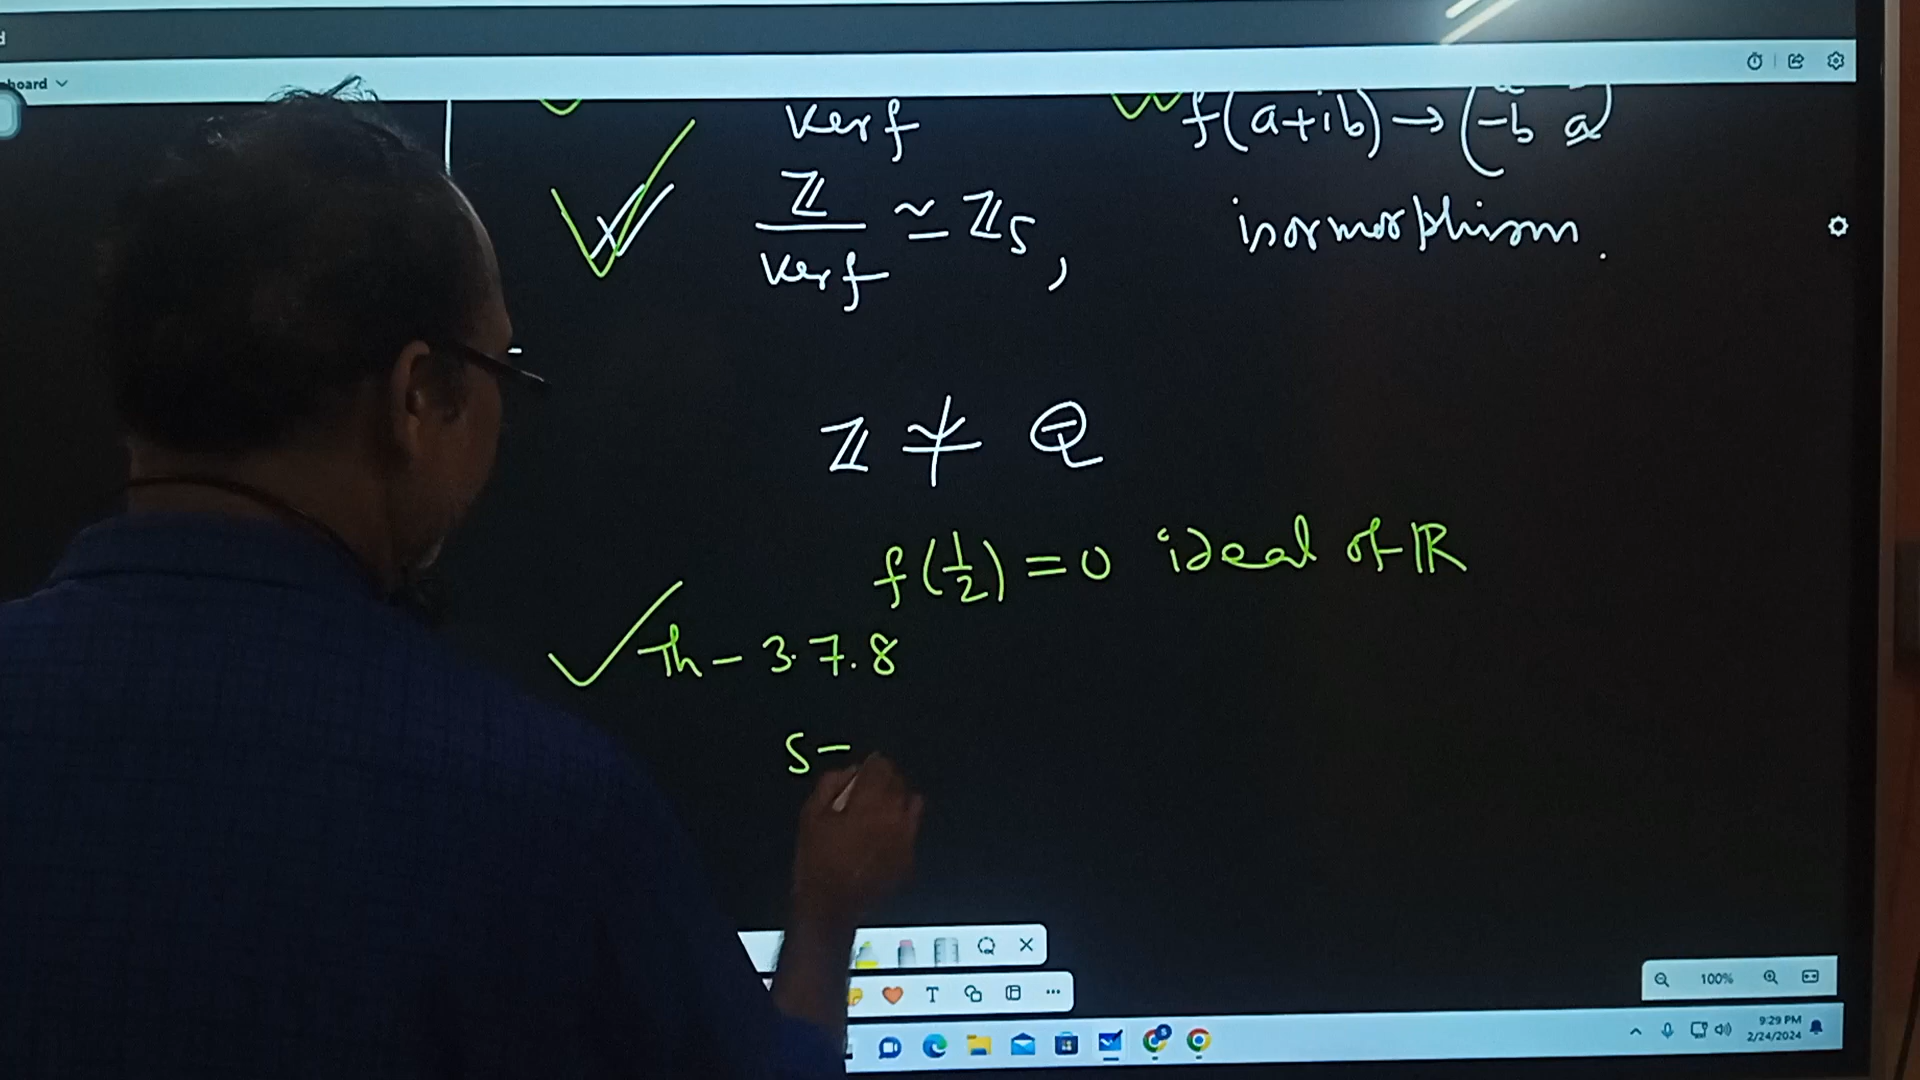 board
ker f
ℤ
─── ≃ ℤ5,
ker f
f(a+ib) → (-b a)
isormorphism.
ℤ ≄ ℚ
f(1/2) = 0 ideal of ℝ
Th - 3.7.8
S-
100%
9:29 PM
2/24/2024